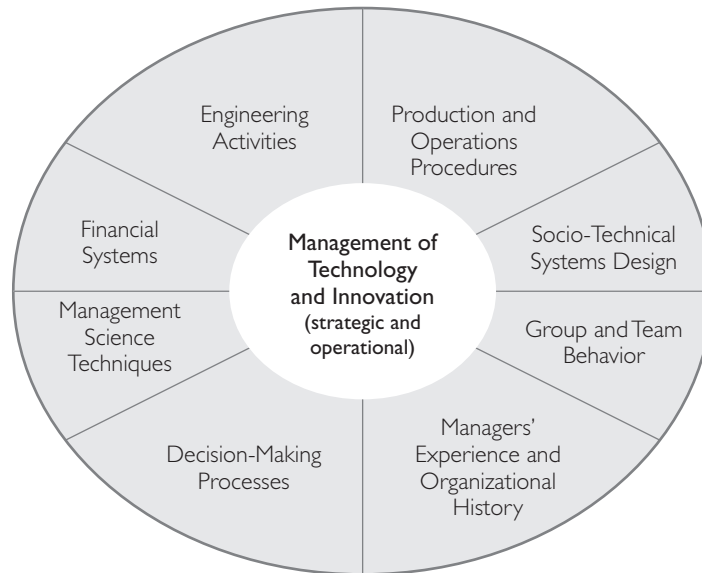 Engineering
Activities
Production and
Operations
Procedures
Financial
Systems
Management of
Technology
and Innovation
(strategic and
operational)
Socio-Technical
Systems Design
Management
Science
Techniques
Group and Team
Behavior
Decision-Making
Processes
Managers’
Experience and
Organizational
History